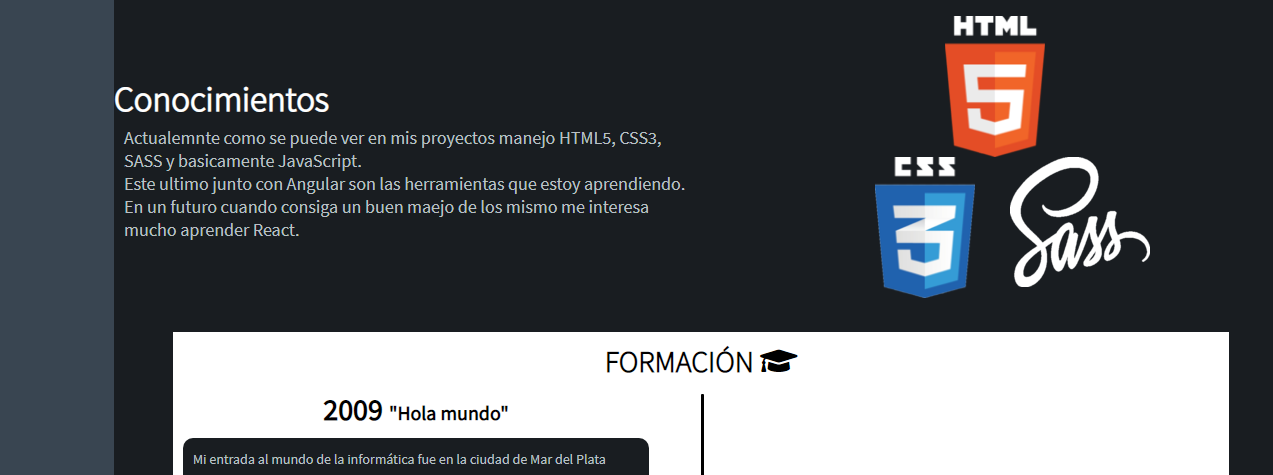 HTML
5
Conocimientos
Actualemnte como se puede ver en mis proyectos manejo HTML5, CSS3,
SASS y basicamente JavaScript.
Este ultimo junto con Angular son las herramientas que estoy aprendiendo.
En un futuro cuando consiga un buen maejo de los mismo me interesa
mucho aprender React.
CSS
3
Sass
FORMACIÓN
2009 "Hola mundo"
Mi entrada al mundo de la informática fue en la ciudad de Mar del Plata